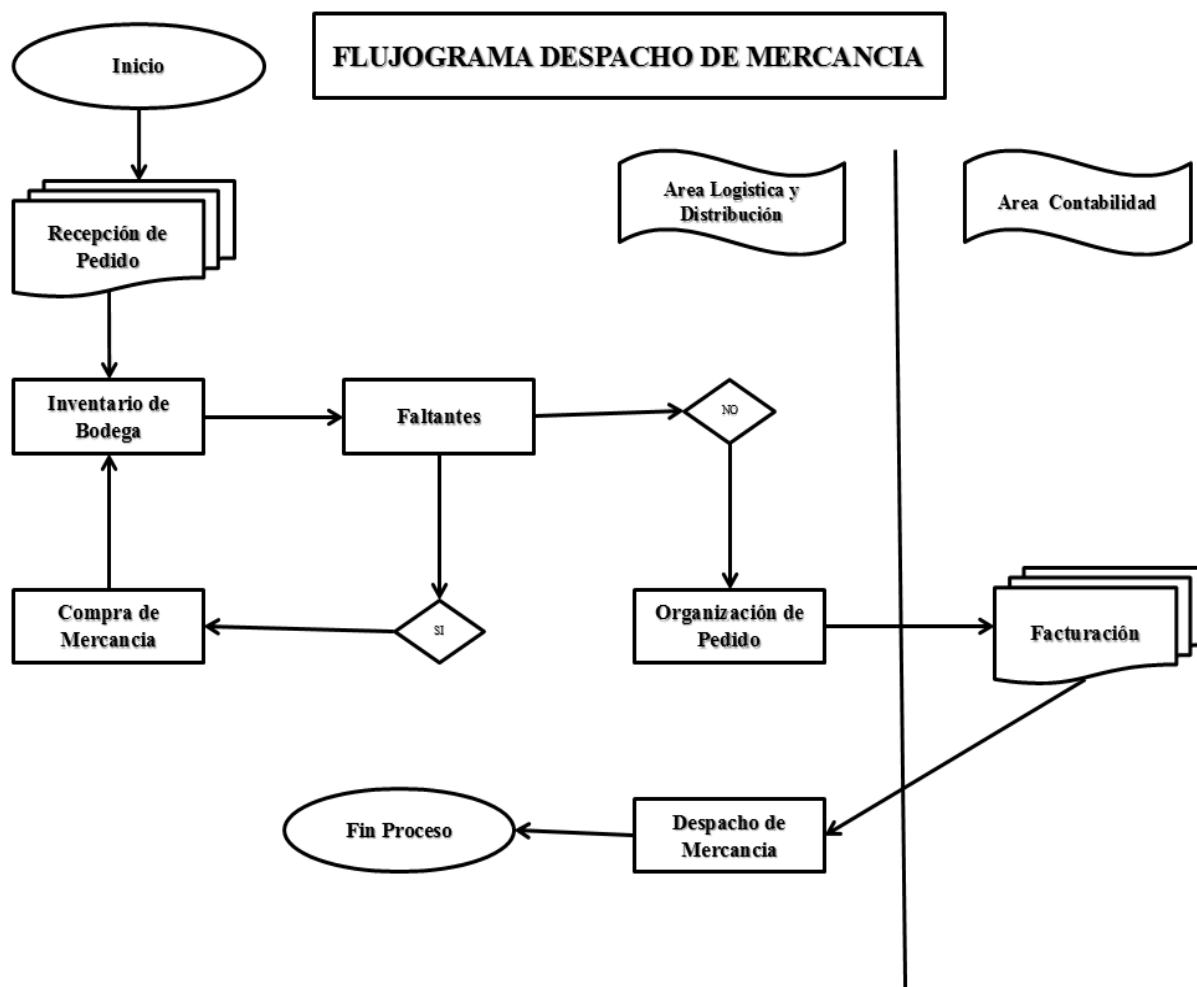 Inicio
FLUJOGRAMA DESPACHO DE MERCANCIA
Area Logistica y
Distribución
Area Contabilidad
Recepción de
Pedido
Inventario de
Bodega
Faltantes
NO
Compra de
Mercancia
SI
Organización de
Pedido
Facturación
Fin Proceso
Despacho de
Mercancia